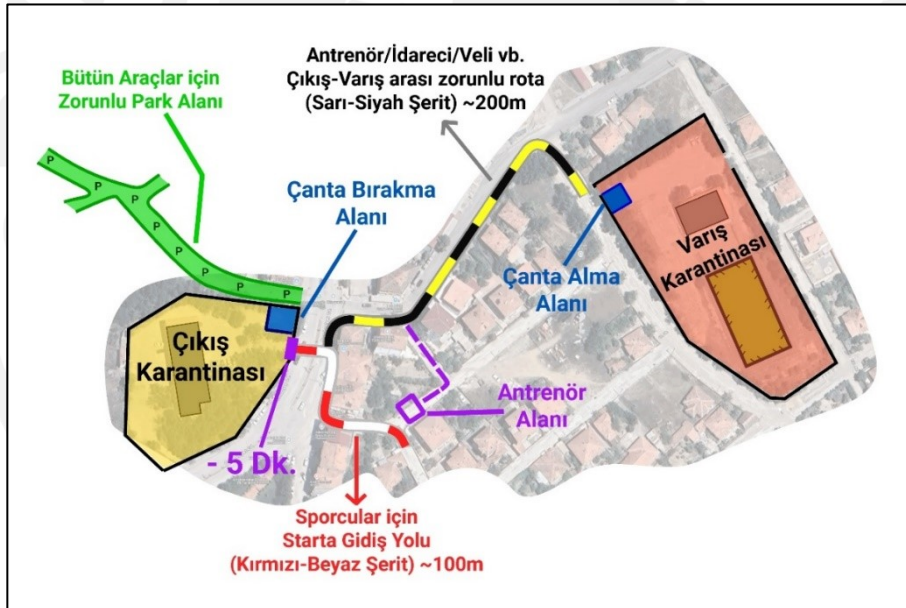 Antrenör/İdareci/Veli vb.
Çıkış-Varış arası zorunlu rota
(Sarı-Siyah Şerit) ~200m
Bütün Araçlar için
Zorunlu Park Alanı
P
P
P
P
P
P
P
Çanta Bırakma
Alanı
Çanta Alma
Alanı
Varış
Karantinası
Çıkış
Karantinası
Antrenör
Alanı
- 5 Dk.
Sporcular için
Starta Gidiş Yolu
(Kırmızı-Beyaz Şerit) ~100m